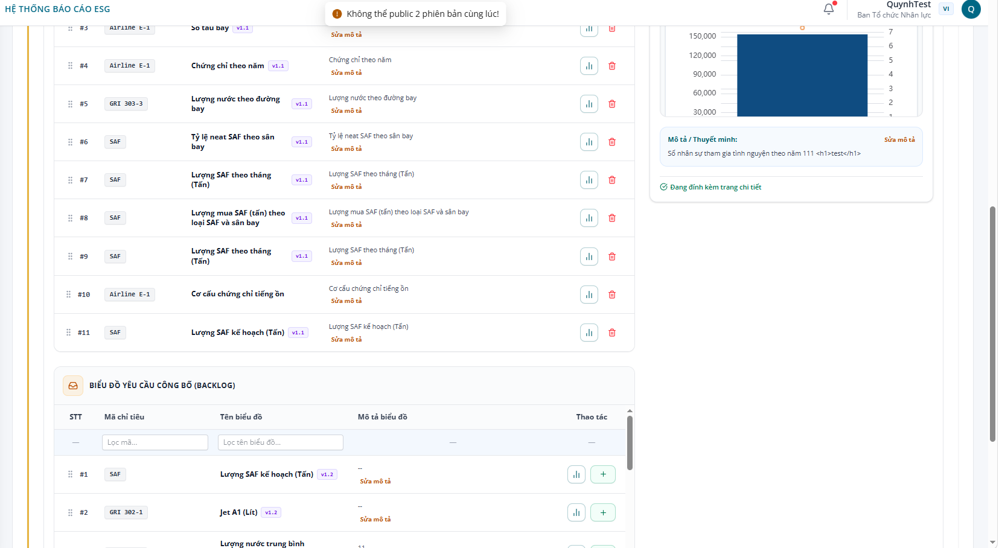 HỆ THỐNG BÁO CÁO ESG
Không thể public 2 phiên bản cùng lúc!
QuynhTest
Ban Tổ chức Nhân lực
VI
Q
#3
Airline E-1
Số tàu bay
v1.1
Sửa mô tả
#4
Airline E-1
Chứng chỉ theo năm
v1.1
Chứng chỉ theo năm
Sửa mô tả
#5
GRI 303-3
Lượng nước theo đường
bay
v1.1
Lượng nước theo đường bay
Sửa mô tả
#6
SAF
Tỷ lệ neat SAF theo sân
bay
v1.1
Tỷ lệ neat SAF theo sân bay
Sửa mô tả
#7
SAF
Lượng SAF theo tháng
(Tấn)
v1.1
Lượng SAF theo tháng (Tấn)
Sửa mô tả
#8
SAF
Lượng mua SAF (tấn) theo
loại SAF và sân bay
v1.1
Lượng mua SAF (tấn) theo loại SAF và sân bay
Sửa mô tả
#9
SAF
Lượng SAF theo tháng
(Tấn)
v1.1
Lượng SAF theo tháng (Tấn)
Sửa mô tả
#10
Airline E-1
Cơ cấu chứng chỉ tiếng ồn
Cơ cấu chứng chỉ tiếng ồn
Sửa mô tả
#11
SAF
Lượng SAF kế hoạch (Tấn)
v1.1
Lượng SAF kế hoạch (Tấn)
Sửa mô tả
150,000
120,000
90,000
60,000
30,000
7
6
5
4
3
2
1
Mô tả / Thuyết minh:
Sửa mô tả
Số nhân sự tham gia tình nguyện theo năm 111 <h1>test</h1>
Đang đính kèm trang chi tiết
BIỂU ĐỒ YÊU CẦU CÔNG BỐ (BACKLOG)
STT
Mã chỉ tiêu
Tên biểu đồ
Mô tả biểu đồ
Thao tác
—
Lọc mã...
Lọc tên biểu đồ...
—
—
#1
SAF
Lượng SAF kế hoạch (Tấn)
v1.2
--
Sửa mô tả
#2
GRI 302-1
Jet A1 (Lít)
v1.2
--
Sửa mô tả
Lượng nước trung bình
11